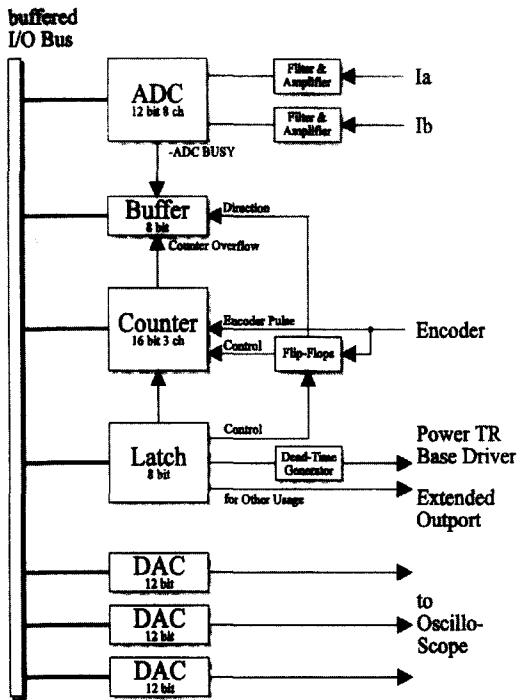 buffered
I/O Bus
ADC
12 bit 8 ch
Filter &
Amplifier
Ia
Filter &
Amplifier
Ib
-ADC BUSY
Buffer
8 bit
Direction
Counter Overflow
Counter
16 bit 3 ch
Encoder Pulse
Encoder
Control
Flip-Flops
Latch
8 bit
Control
Dead-Time
Generator
Power TR
Base Driver
for Other Usage
Extended
Outport
DAC
12 bit
DAC
12 bit
DAC
12 bit
to
Oscillo-
Scope